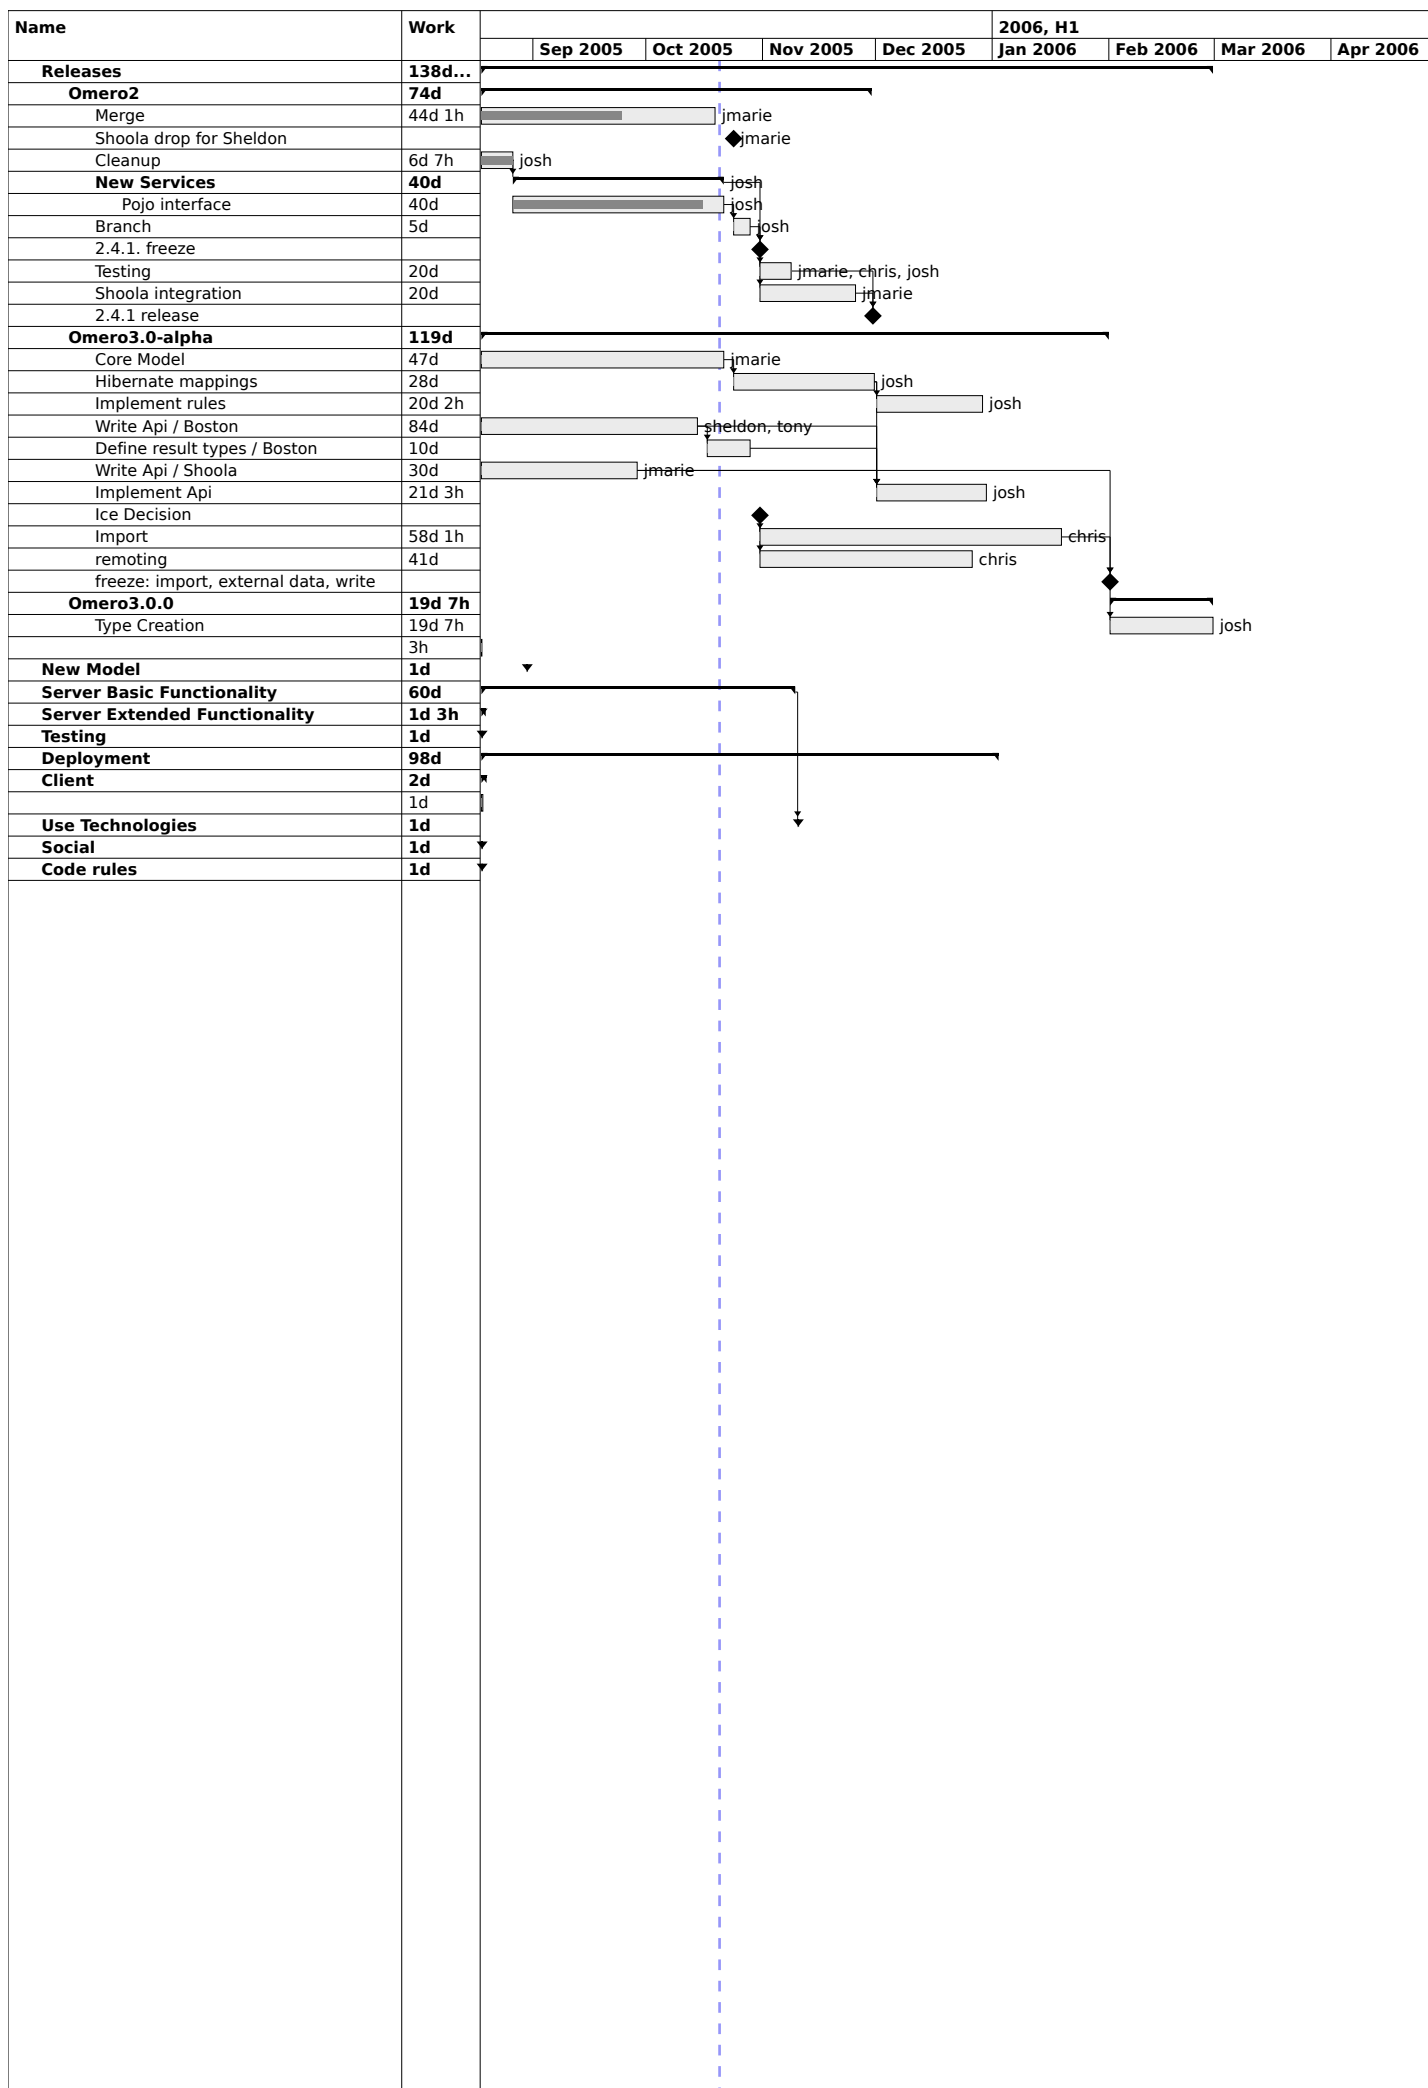 Name Work 2006, H1
Sep 2005 Oct 2005 Nov 2005 Dec 2005 Jan 2006 Feb 2006 Mar 2006 Apr 2006
Releases 138d...
Omero2 74d
Merge 44d 1h jmarie
Shoola drop for Sheldon jmarie
Cleanup 6d 7h josh
New Services 40d josh
Pojo interface 40d josh
Branch 5d josh
2.4.1. freeze
Testing 20d jmarie, chris, josh
Shoola integration 20d jmarie
2.4.1 release
Omero3.0-alpha 119d
Core Model 47d jmarie
Hibernate mappings 28d josh
Implement rules 20d 2h josh
Write Api / Boston 84d sheldon, tony
Define result types / Boston 10d
Write Api / Shoola 30d jmarie
Implement Api 21d 3h josh
Ice Decision
Import 58d 1h chris
remoting 41d chris
freeze: import, external data, write
Omero3.0.0 19d 7h
Type Creation 19d 7h josh
3h
New Model 1d
Server Basic Functionality 60d
Server Extended Functionality 1d 3h
Testing 1d
Deployment 98d
Client 2d
1d
Use Technologies 1d
Social 1d
Code rules 1d